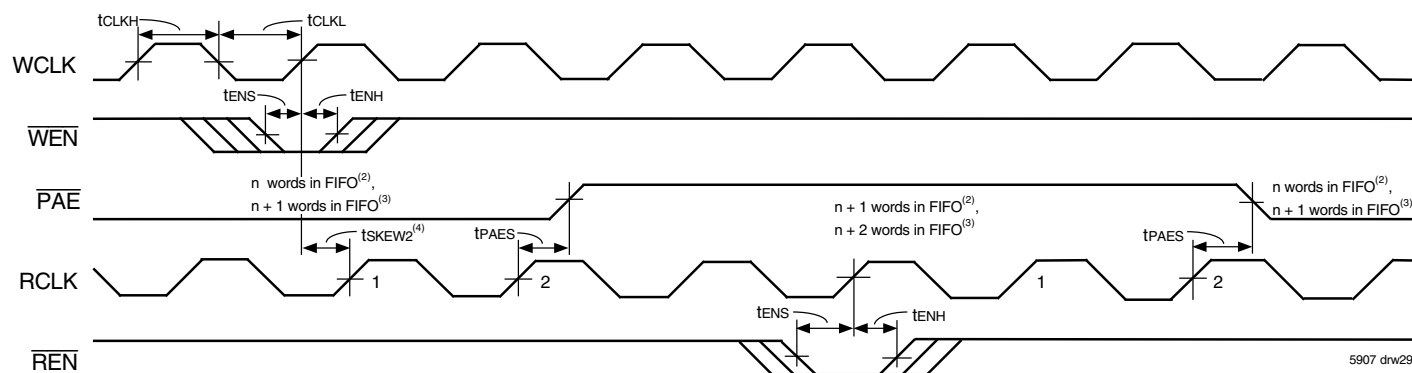 tCLKH
tCLKL
WCLK
tENS
tENH
WEN
n words in FIFO(2),
n + 1 words in FIFO(3)
PAE
n + 1 words in FIFO(2),
n + 2 words in FIFO(3)
n words in FIFO(2),
n + 1 words in FIFO(3)
tSKEW2(4)
tPAES
tPAES
RCLK
1
2
1
2
tENS
tENH
REN
5907 drw29